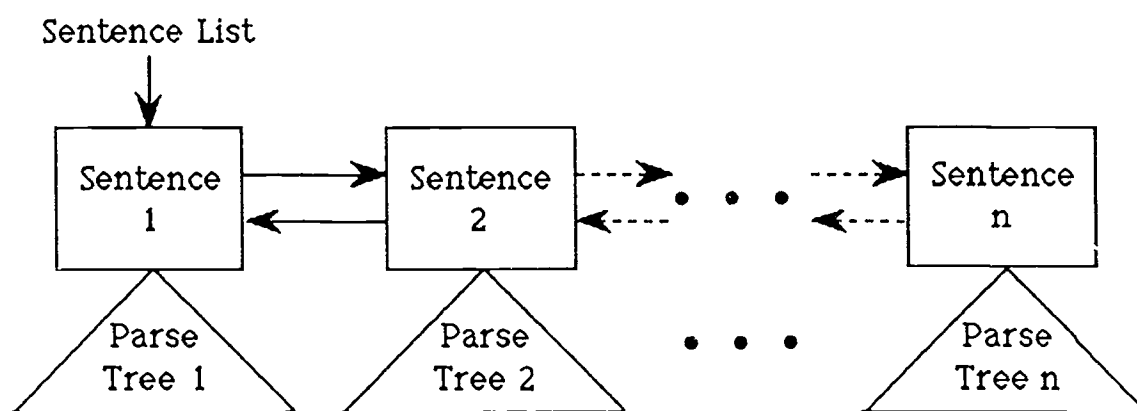 Sentence List
Sentence
1
Sentence
2
• • •
Sentence
n
Parse
Tree 1
Parse
Tree 2
• • •
Parse
Tree n